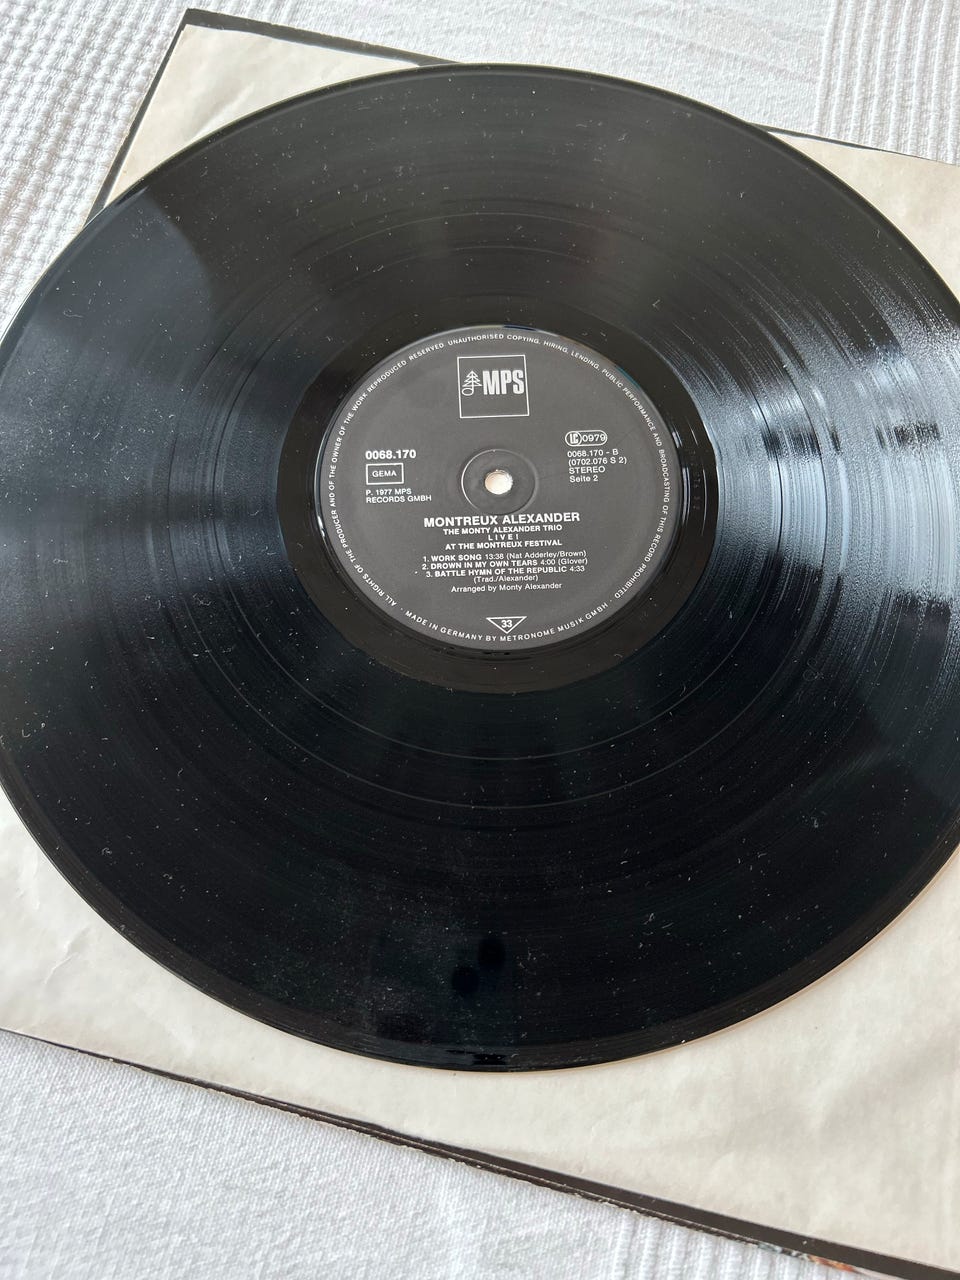 ALL RIGHTS OF THE PRODUCER AND OF THE OWNER OF THE WORK REPRODUCED RESERVED. UNAUTHORISED COPYING, HIRING, LENDING, PUBLIC PERFORMANCE AND BROADCASTING OF THIS RECORD PROHIBITED · MADE IN GERMANY BY METRONOME MUSIK GMBH ·
MPS
0068.170
GEMA
P. 1977 MPS
RECORDS GMBH
LC 0979
0068.170 - B
(0702.076 S 2)
STEREO
Seite 2
MONTREUX ALEXANDER
THE MONTY ALEXANDER TRIO
LIVE!
AT THE MONTREUX FESTIVAL
1. WORK SONG 13:38 (Nat Adderley/Brown)
2. DROWN IN MY OWN TEARS 4:00 (Glover)
3. BATTLE HYMN OF THE REPUBLIC 4:33
(Trad./Alexander)
Arranged by Monty Alexander
33